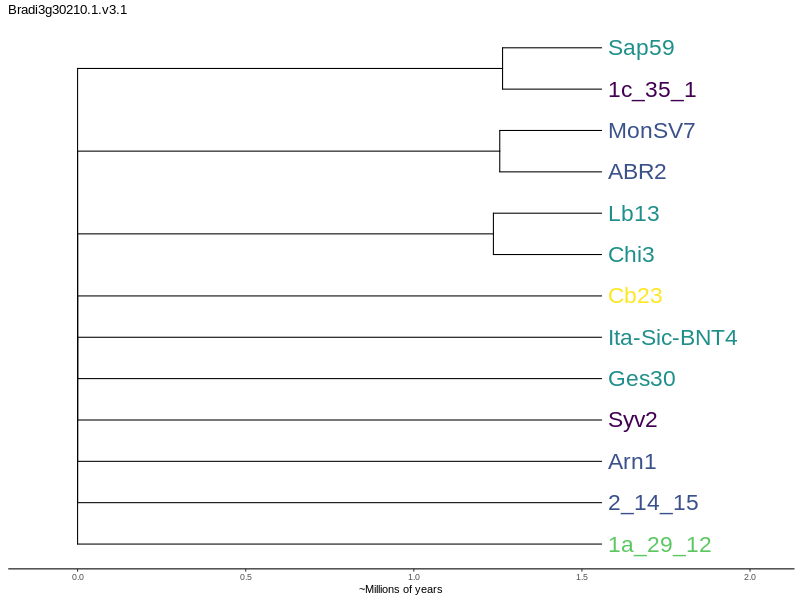 Bradi3g30210.1.v3.1
Sap59
1c_35_1
MonSV7
ABR2
Lb13
Chi3
Cb23
Ita-Sic-BNT4
Ges30
Syv2
Arn1
2_14_15
1a_29_12
0.0 0.5 1.0 1.5 2.0
~Millions of years